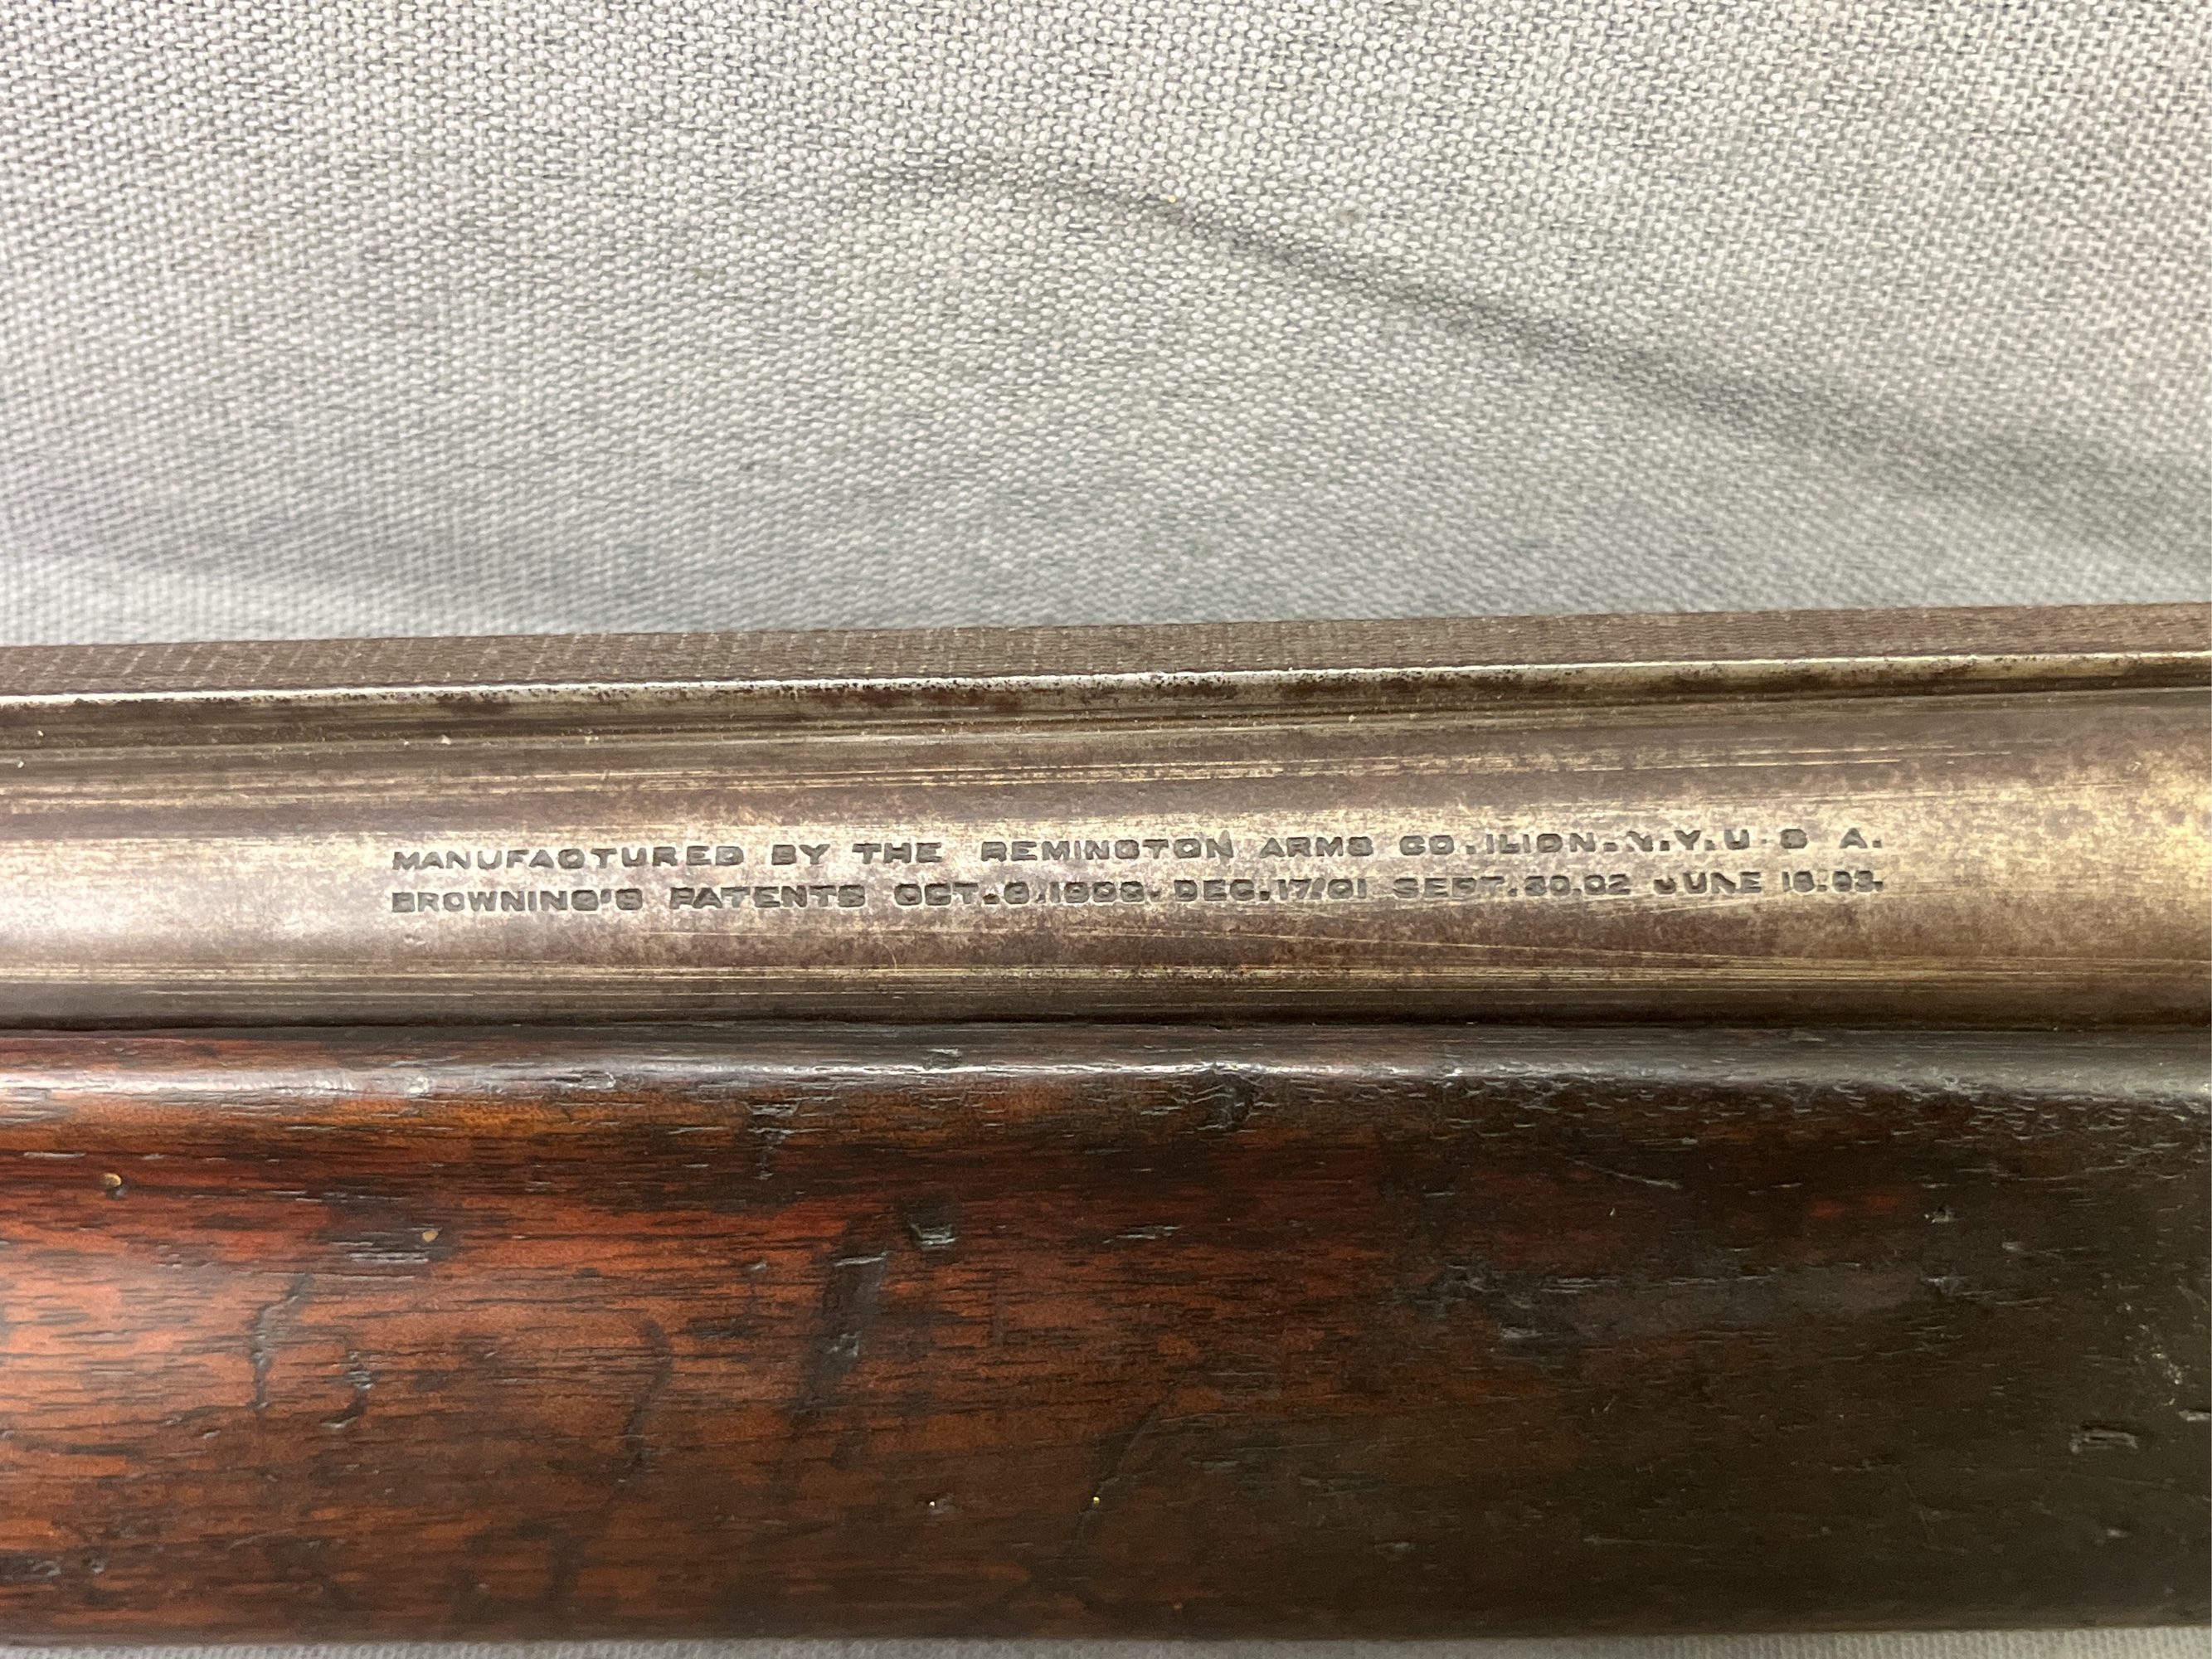 MANUFACTURED BY THE REMINGTON ARMS CO. ILION. N.Y. U S A.
BROWNING'S PATENTS OCT. 9. 1900. DEC. 17. 01 SEPT. 30. 02 JUNE 16. 03.